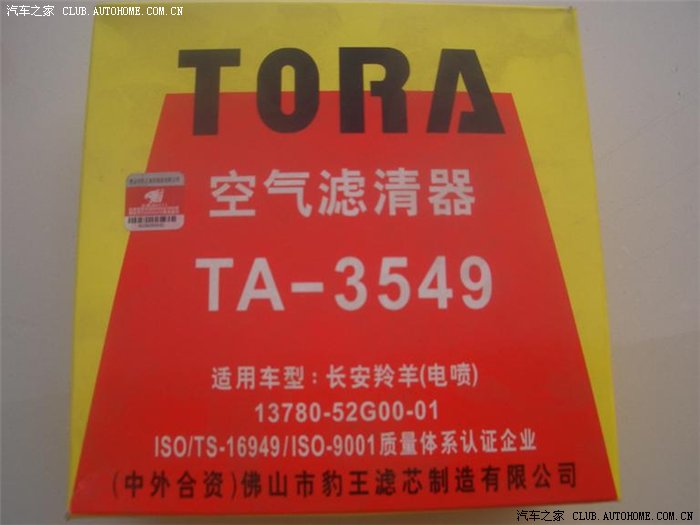 汽车之家 CLUB.AUTOHOME.COM.CN
TORA
空气滤清器
TA-3549
适用车型：长安羚羊(电喷)
13780-52G00-01
ISO/TS-16949/ISO-9001质量体系认证企业
(中外合资)佛山市豹王滤芯制造有限公司
汽车之家 CLUB.AUTOHOME.COM.CN